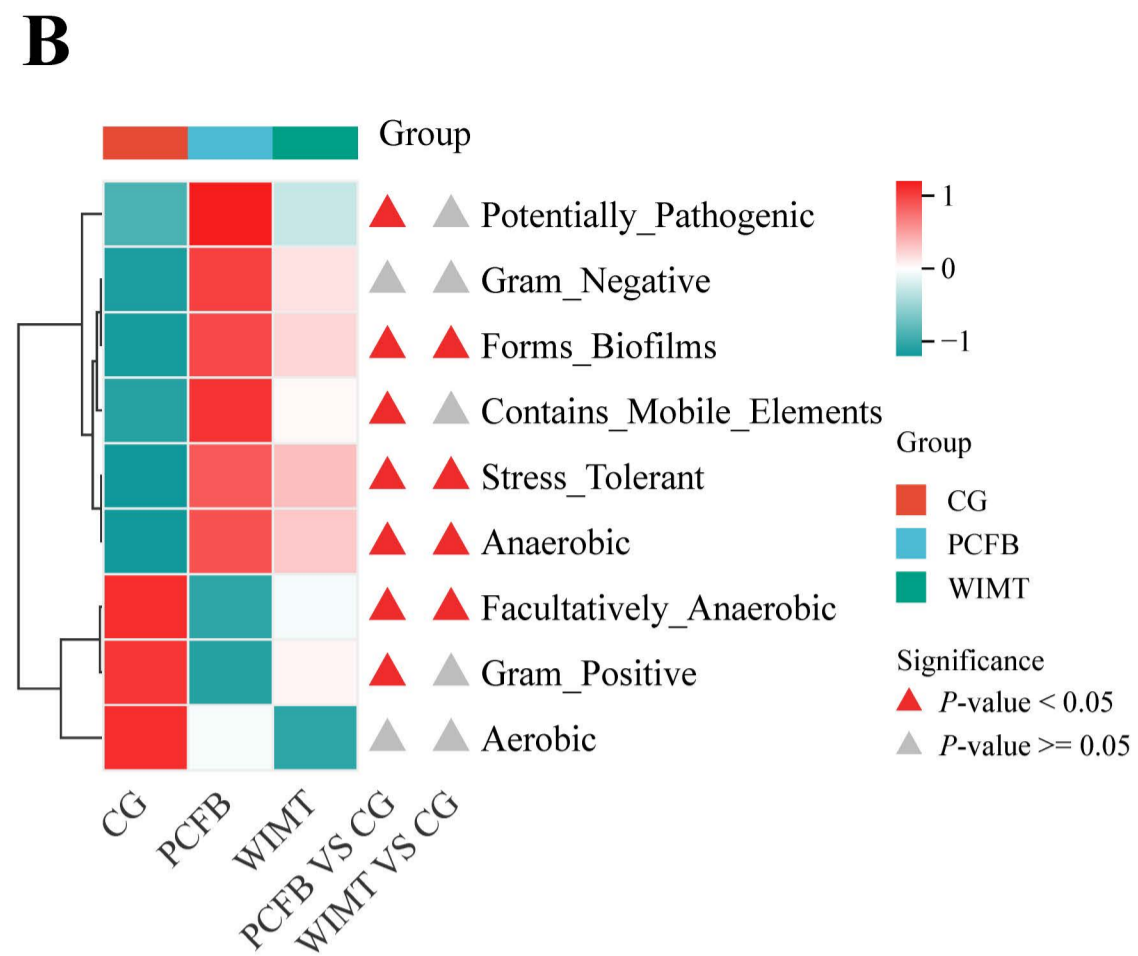 B
Group
Potentially_Pathogenic
Gram_Negative
Forms_Biofilms
Contains_Mobile_Elements
Stress_Tolerant
Anaerobic
Facultatively_Anaerobic
Gram_Positive
Aerobic
CG
PCFB
WIMT
PCFB VS CG
WIMT VS CG
1
0
−1
Group
CG
PCFB
WIMT
Significance
P-value < 0.05
P-value >= 0.05